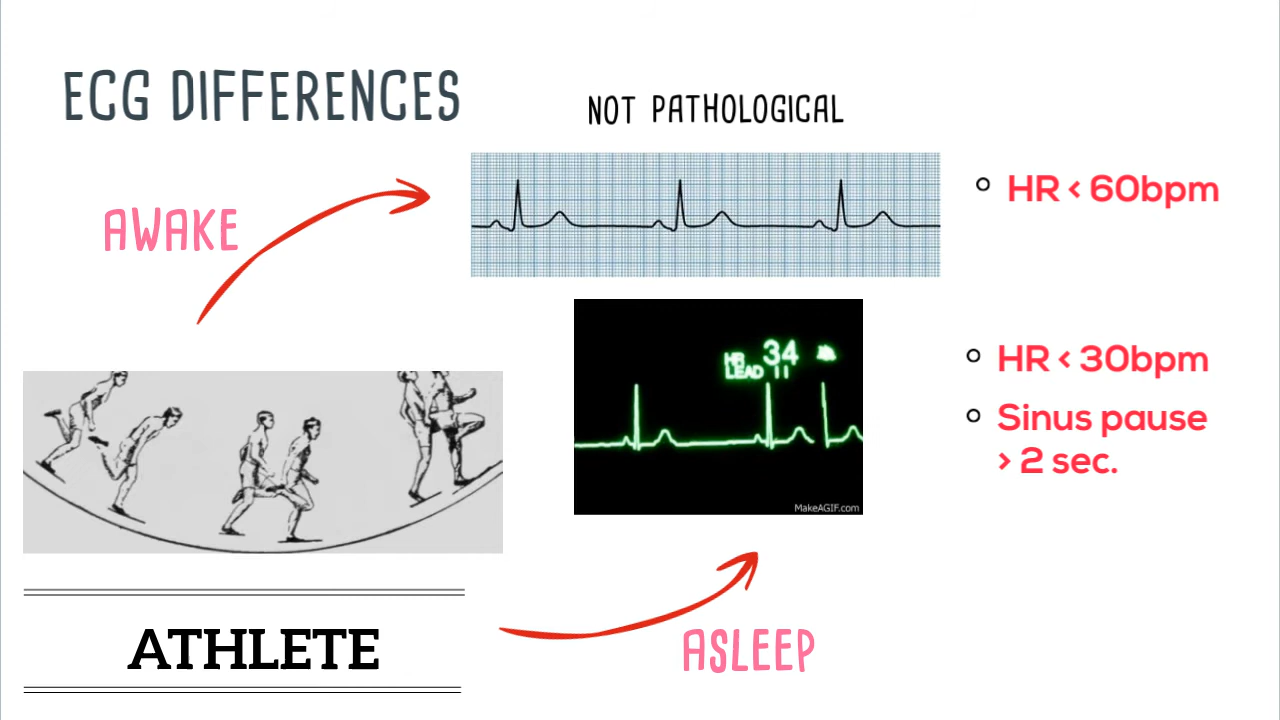 ECG DIFFERENCES
NOT PATHOLOGICAL
AWAKE
HR < 60bpm
HR 34
LEAD II
HR < 30bpm
Sinus pause
> 2 sec.
MakeAGIF.com
ATHLETE
ASLEEP